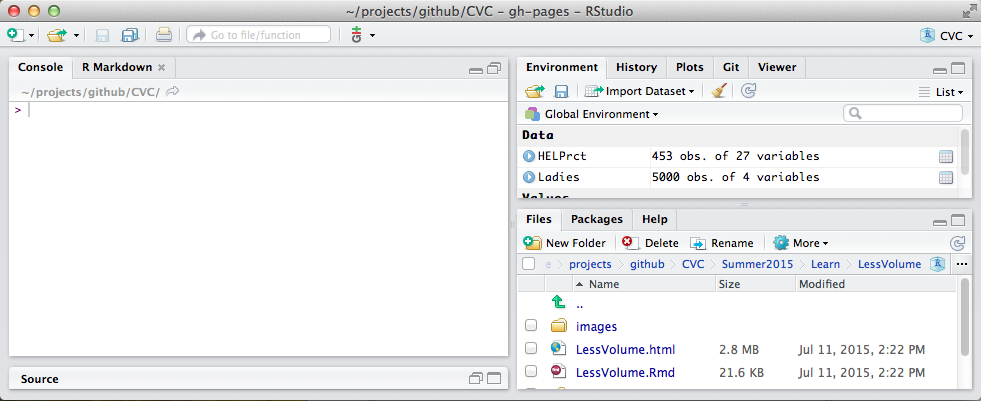 ~/projects/github/CVC - gh-pages - RStudio
Go to file/function
CVC
Console R Markdown
~/projects/github/CVC/
>
Source
Environment History Plots Git Viewer
Import Dataset List
Global Environment
Data
HELPrct 453 obs. of 27 variables
Ladies 5000 obs. of 4 variables
Values
Files Packages Help
New Folder Delete Rename More
e projects github CVC Summer2015 Learn LessVolume R ...
Name Size Modified
..
images
LessVolume.html 2.8 MB Jul 11, 2015, 2:22 PM
LessVolume.Rmd 21.6 KB Jul 11, 2015, 2:22 PM